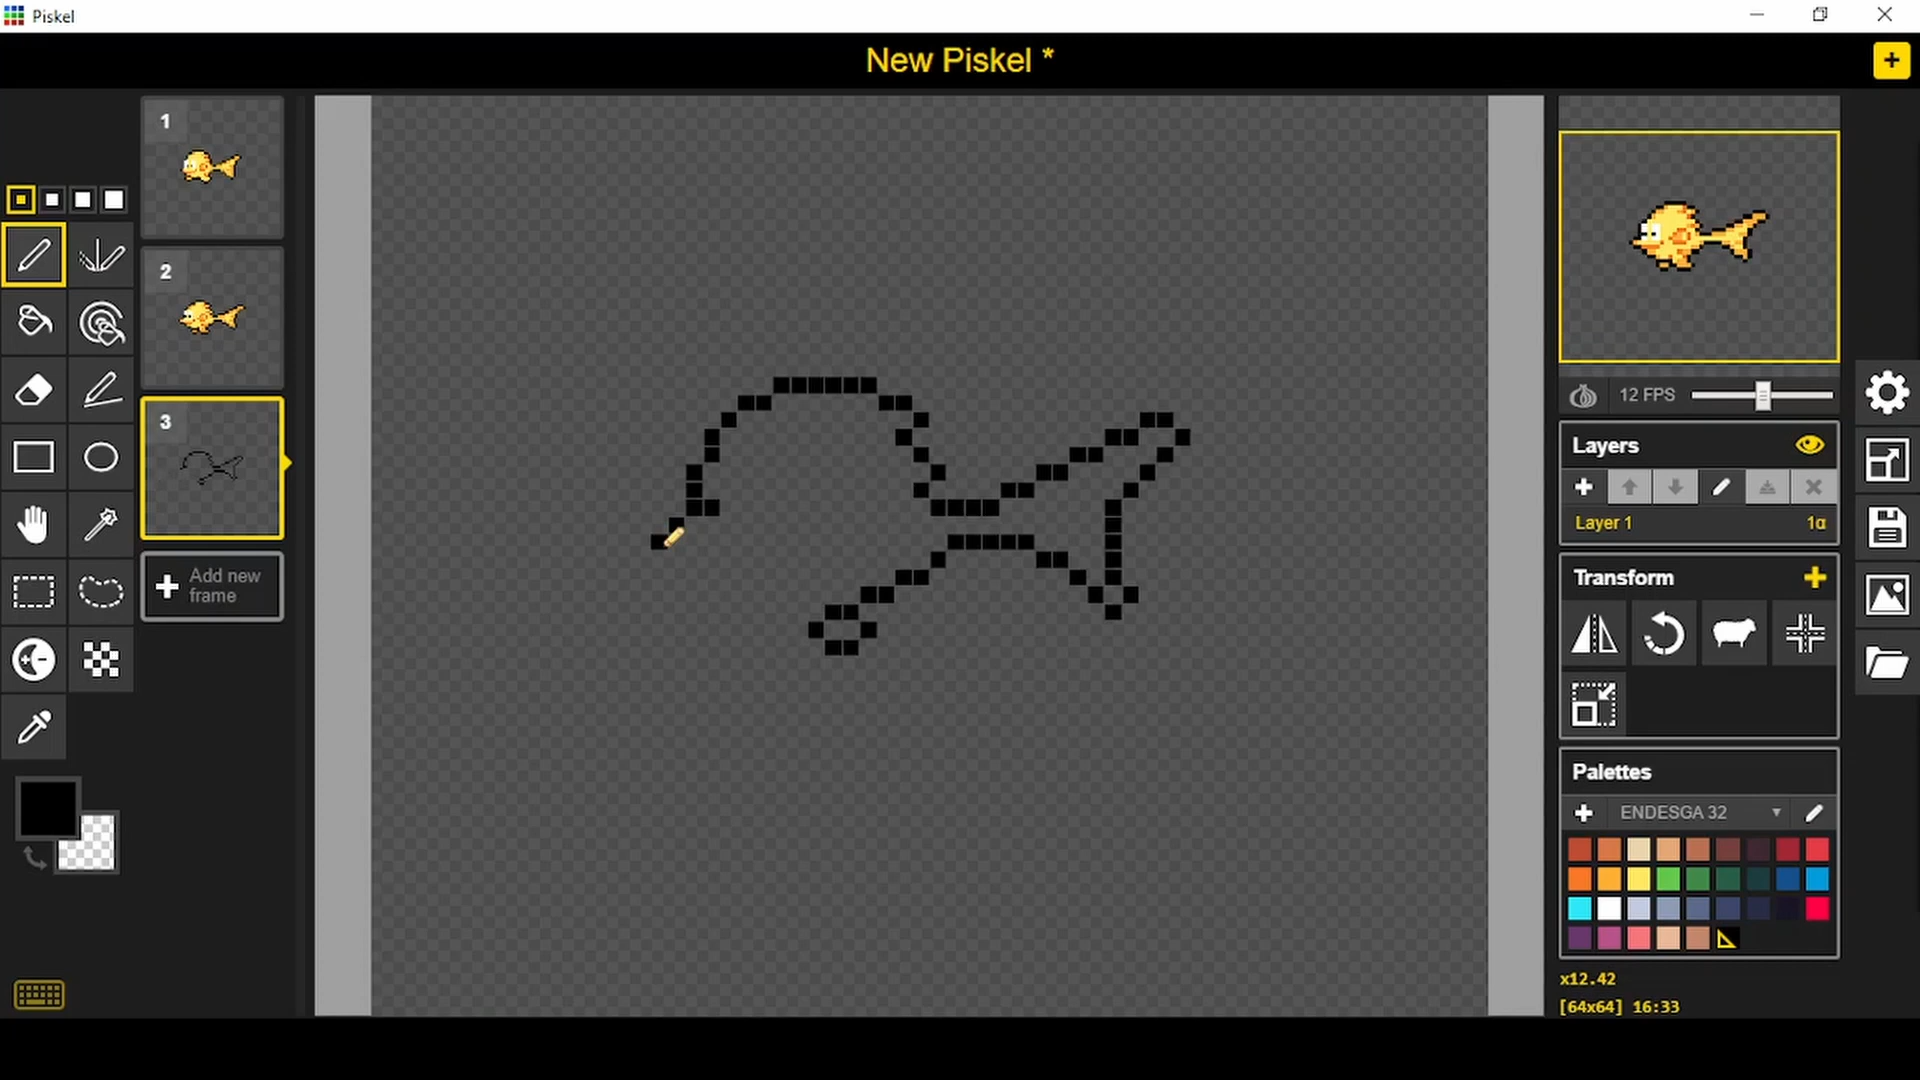 Piskel
New Piskel *
1
2
3
Add new
frame
12 FPS
Layers
Layer 1
1α
Transform
Palettes
ENDESGA 32
x12.42
[64x64] 16:33